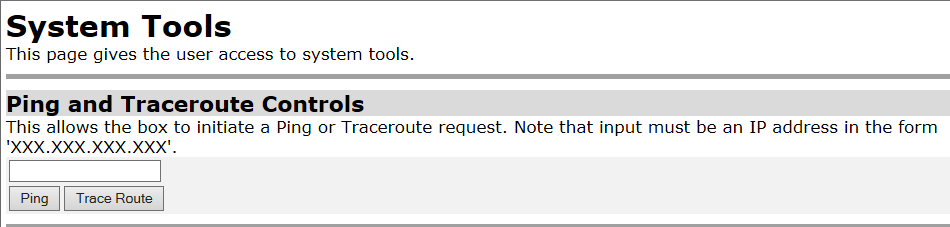 System Tools
This page gives the user access to system tools.
Ping and Traceroute Controls
This allows the box to initiate a Ping or Traceroute request. Note that input must be an IP address in the form
'XXX.XXX.XXX.XXX'.
Ping Trace Route